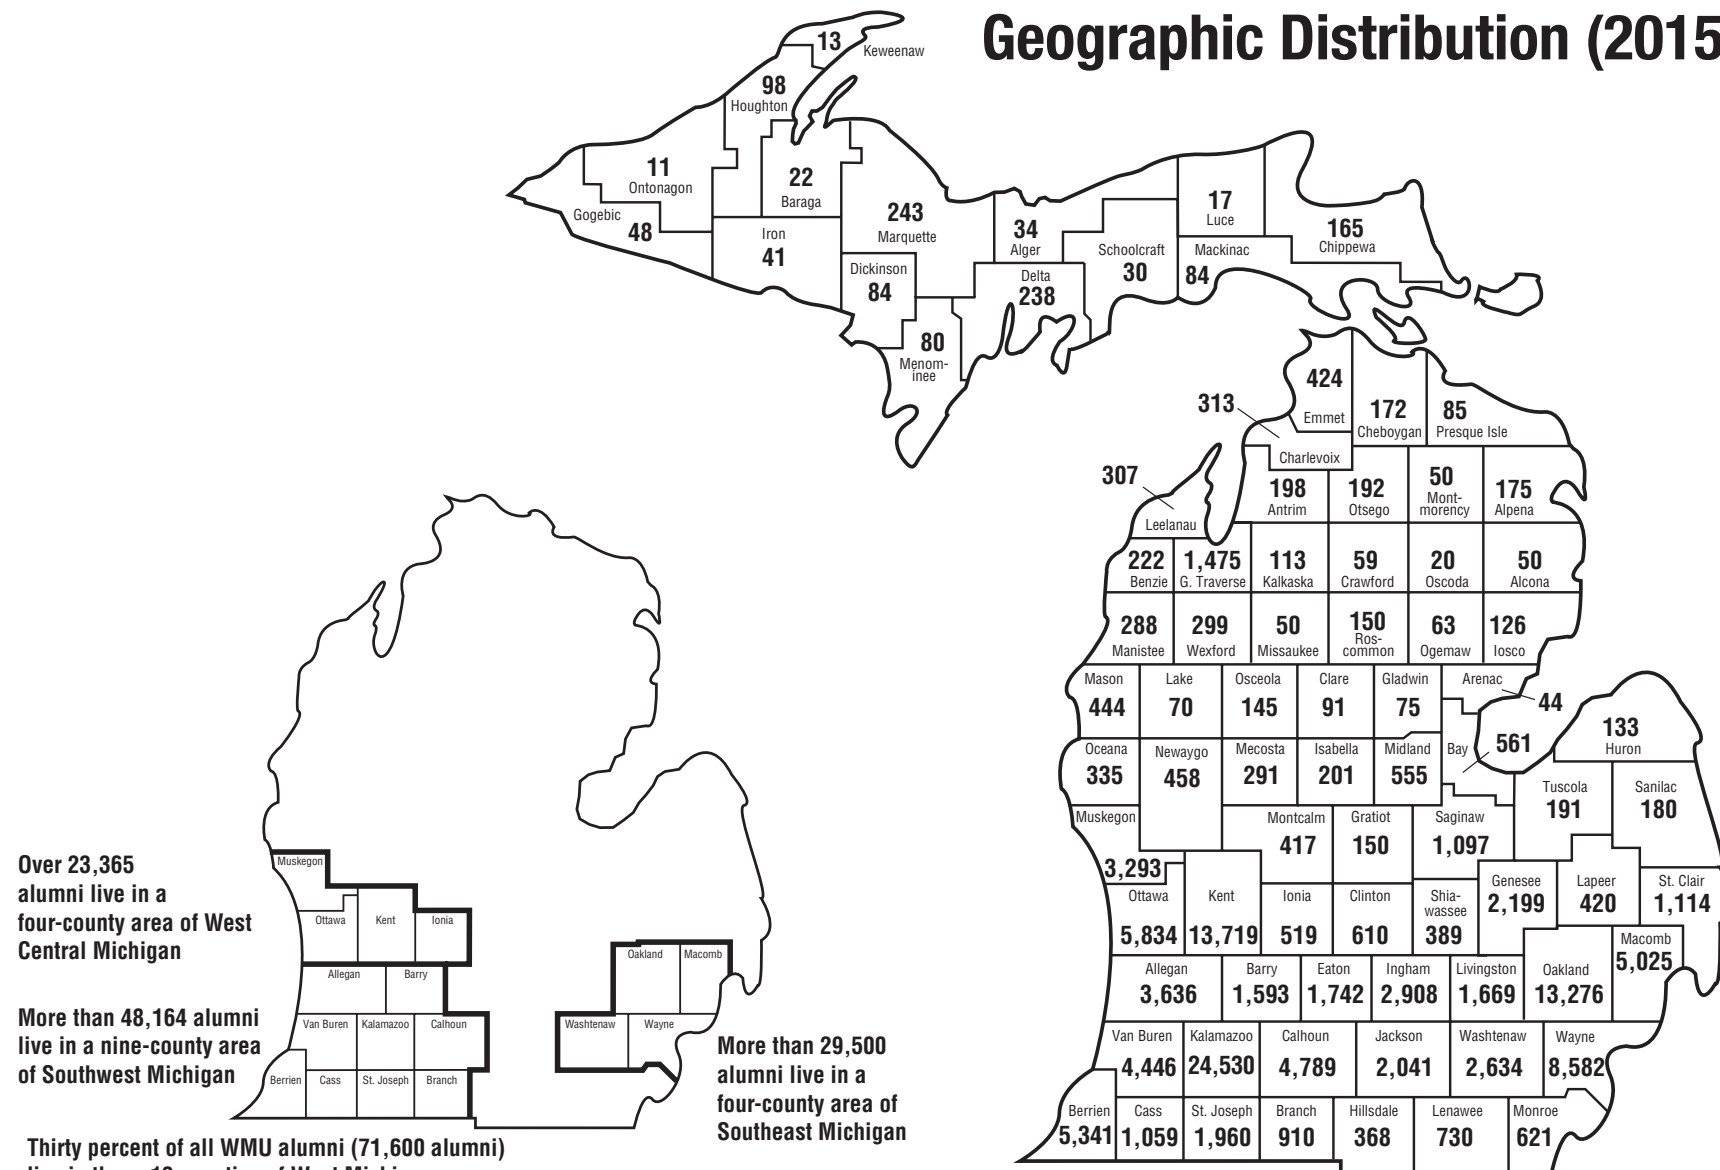 Geographic Distribution (2015
13
Keweenaw
98
Houghton
11
Ontonagon
Gogebic
48
22
Baraga
Iron
41
243
Marquette
Dickinson
84
80
Menom-
inee
34
Alger
Delta
238
Schoolcraft
30
17
Luce
Mackinac
84
165
Chippewa
424
Emmet
313
Charlevoix
172
Cheboygan
85
Presque Isle
307
Leelanau
198
Antrim
192
Otsego
50
Mont-
morency
175
Alpena
222
Benzie
1,475
G. Traverse
113
Kalkaska
59
Crawford
20
Oscoda
50
Alcona
288
Manistee
299
Wexford
50
Missaukee
150
Ros-
common
63
Ogemaw
126
Iosco
Mason
444
Lake
70
Osceola
145
Clare
91
Gladwin
75
Arenac
44
Oceana
335
Newaygo
458
Mecosta
291
Isabella
201
Midland
555
Bay
561
133
Huron
Tuscola
191
Sanilac
180
Muskegon
3,293
Montcalm
417
Gratiot
150
Saginaw
1,097
Ottawa
5,834
Kent
13,719
Ionia
519
Clinton
610
Shia-
wassee
389
Genesee
2,199
Lapeer
420
St. Clair
1,114
Allegan
3,636
Barry
1,593
Eaton
1,742
Ingham
2,908
Livingston
1,669
Oakland
13,276
Macomb
5,025
Van Buren
4,446
Kalamazoo
24,530
Calhoun
4,789
Jackson
2,041
Washtenaw
2,634
Wayne
8,582
Berrien
5,341
Cass
1,059
St. Joseph
1,960
Branch
910
Hillsdale
368
Lenawee
730
Monroe
621
Over 23,365
alumni live in a
four-county area of West
Central Michigan
More than 48,164 alumni
live in a nine-county area
of Southwest Michigan
Muskegon
Ottawa
Kent
Ionia
Allegan
Barry
Van Buren
Kalamazoo
Calhoun
Berrien
Cass
St. Joseph
Branch
Oakland
Macomb
Washtenaw
Wayne
More than 29,500
alumni live in a
four-county area of
Southeast Michigan
Thirty percent of all WMU alumni (71,600 alumni)